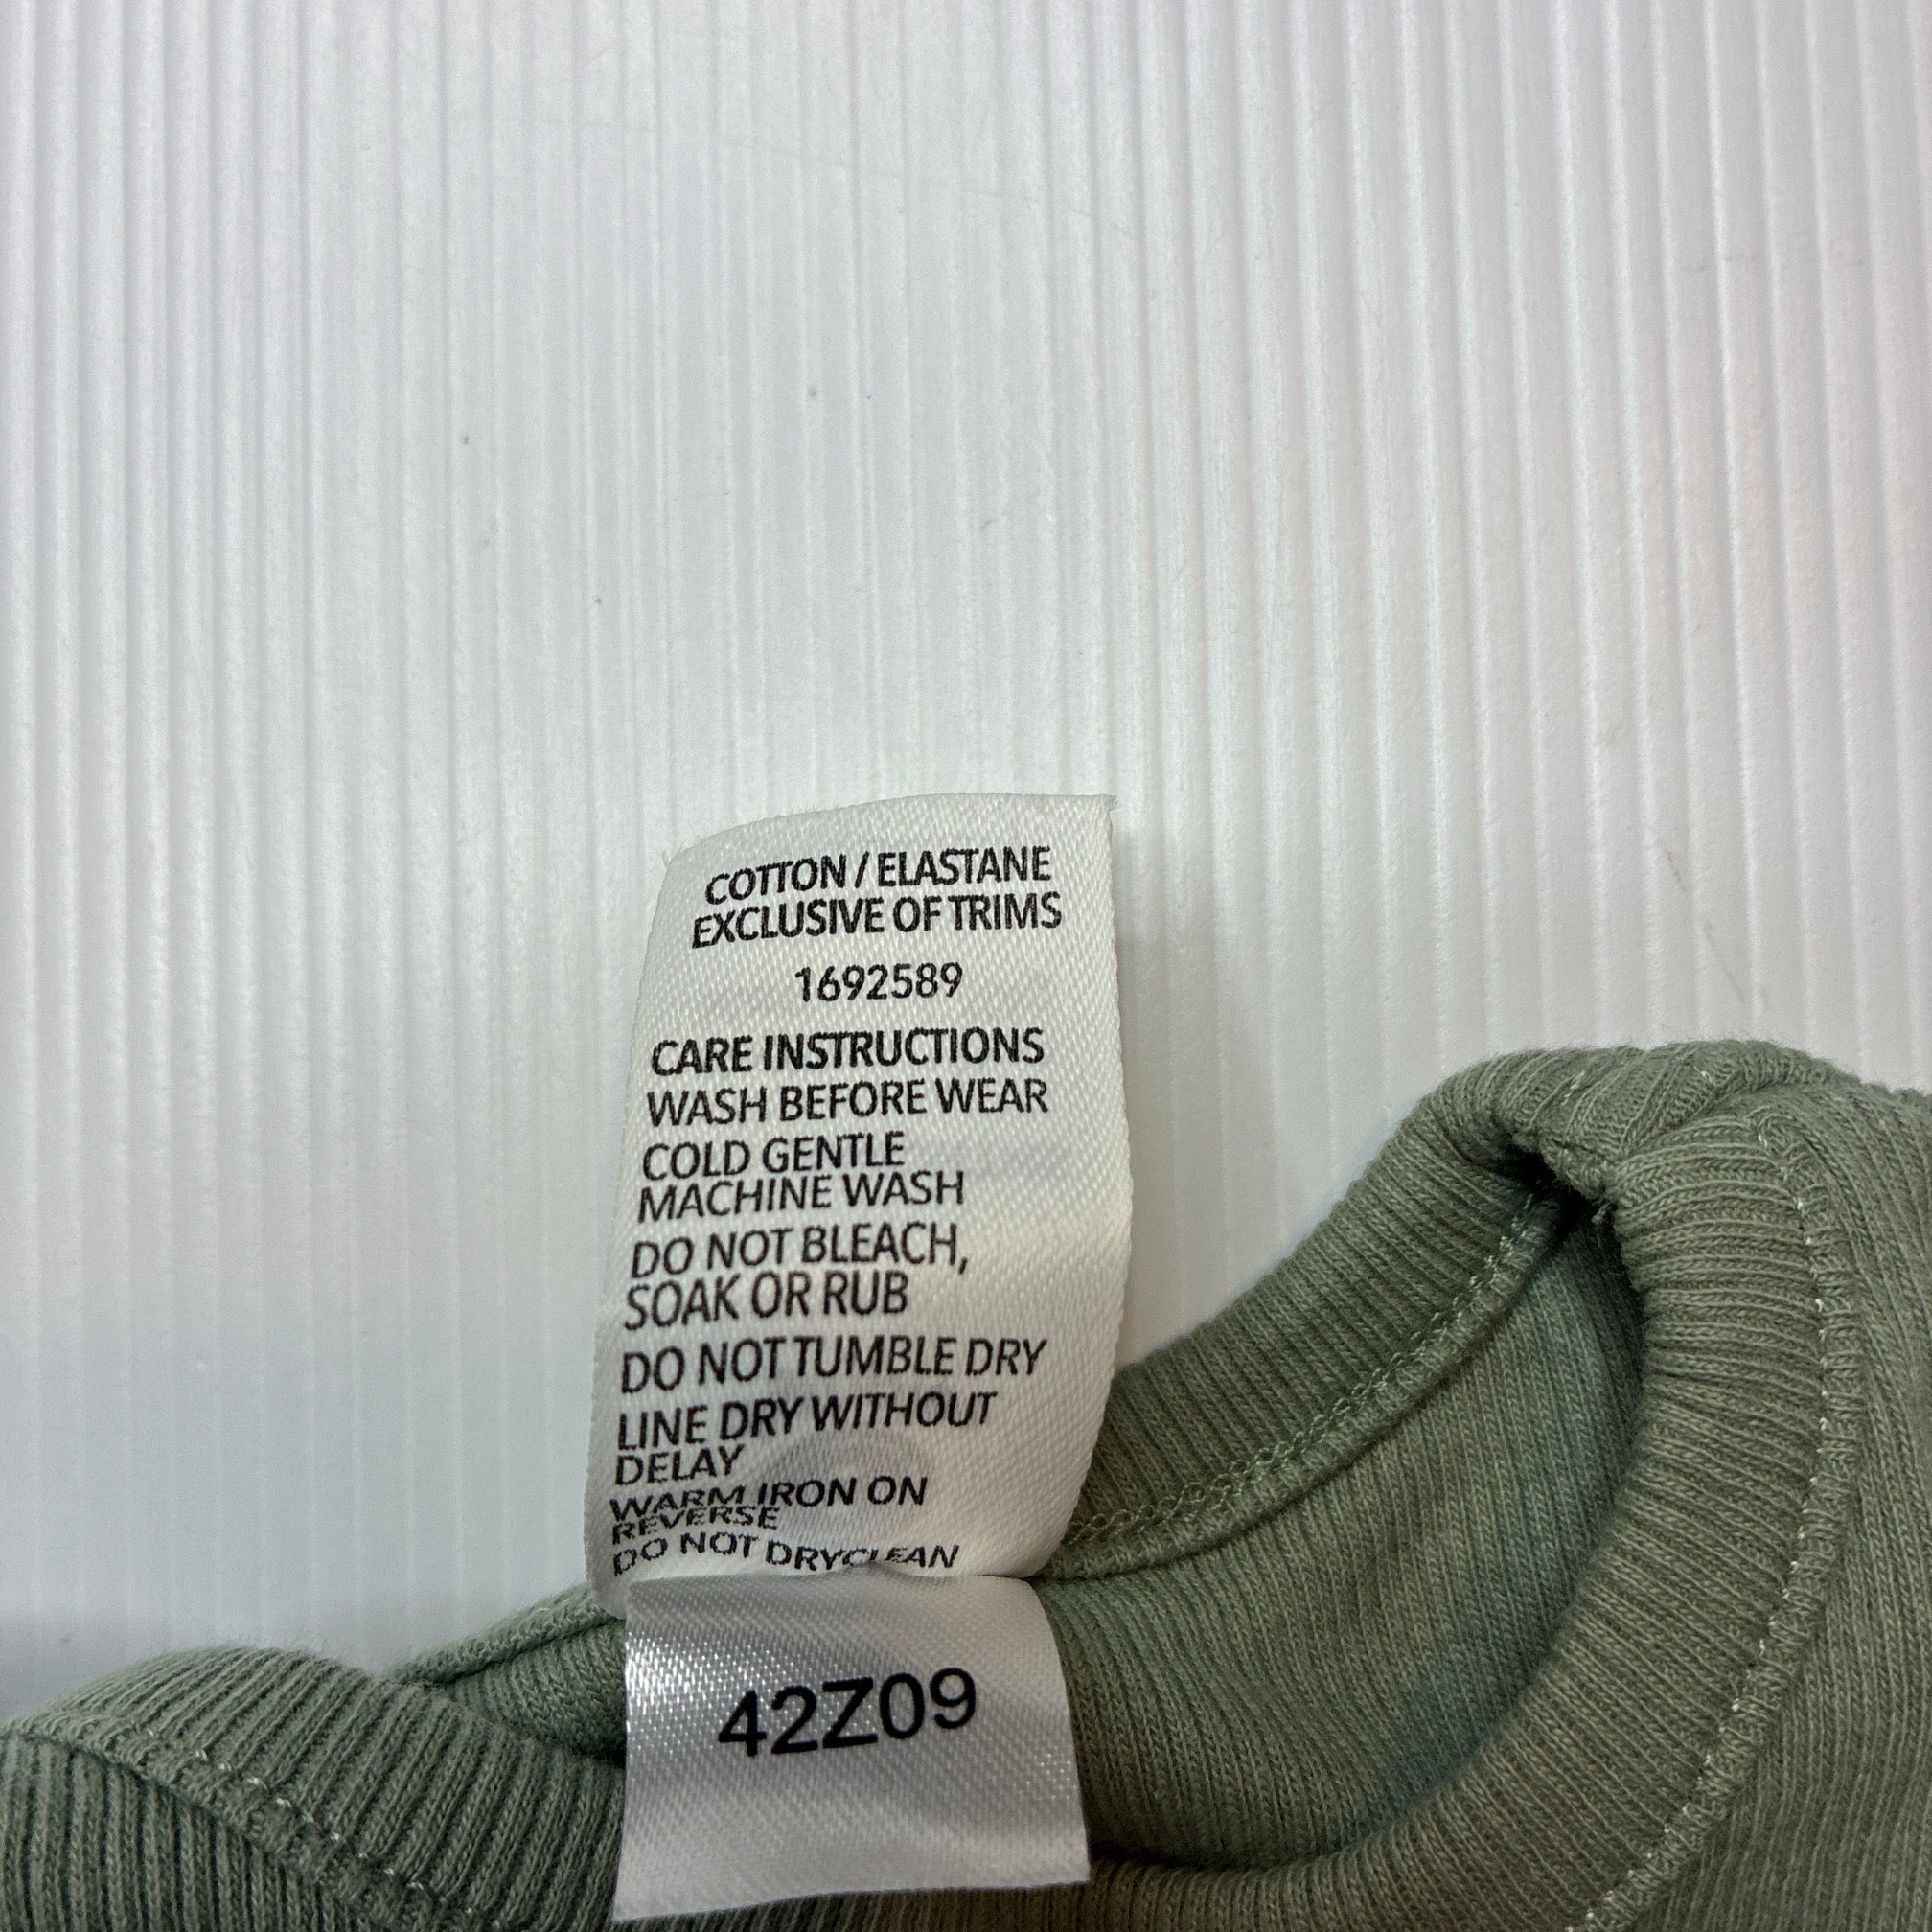 COTTON / ELASTANE
EXCLUSIVE OF TRIMS
1692589
CARE INSTRUCTIONS
WASH BEFORE WEAR
COLD GENTLE
MACHINE WASH
DO NOT BLEACH,
SOAK OR RUB
DO NOT TUMBLE DRY
LINE DRY WITHOUT
DELAY
WARM IRON ON
REVERSE
DO NOT DRYCLEAN
42Z09